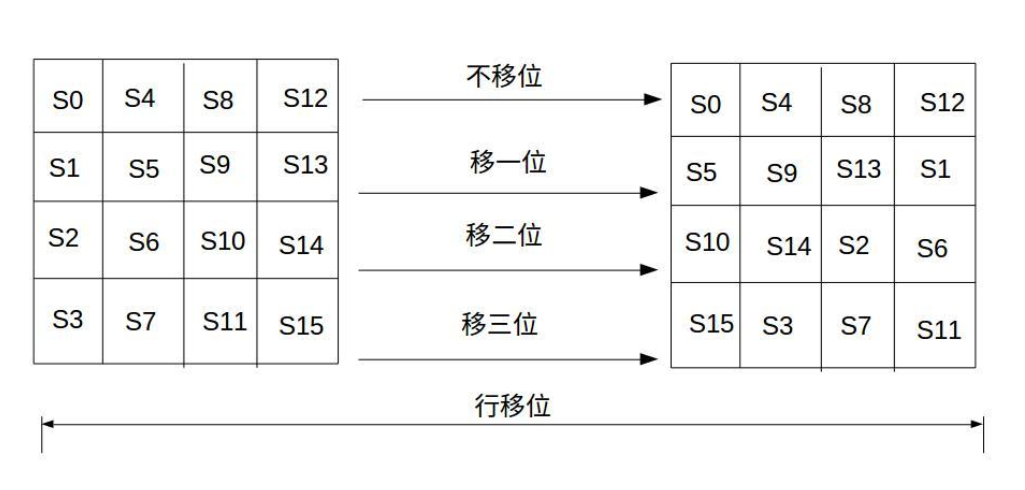 不移位
S0 S4 S8 S12
S0 S4 S8 S12
移一位
S1 S5 S9 S13
S5 S9 S13 S1
移二位
S2 S6 S10 S14
S10 S14 S2 S6
移三位
S3 S7 S11 S15
S15 S3 S7 S11
行移位